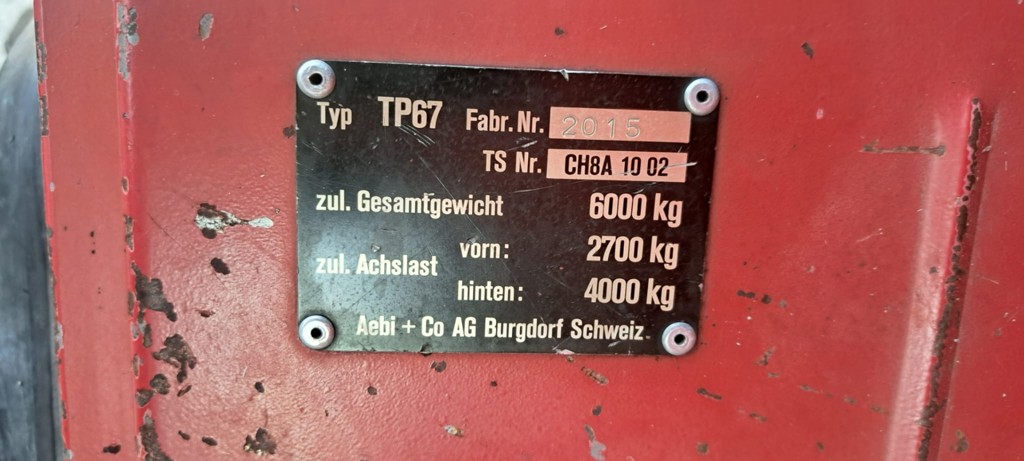 Typ TP67 Fabr. Nr. 2015
TS Nr. CH8A 10 02
zul. Gesamtgewicht 6000 kg
vorn: 2700 kg
zul. Achslast
hinten: 4000 kg
Aebi + Co AG Burgdorf Schweiz